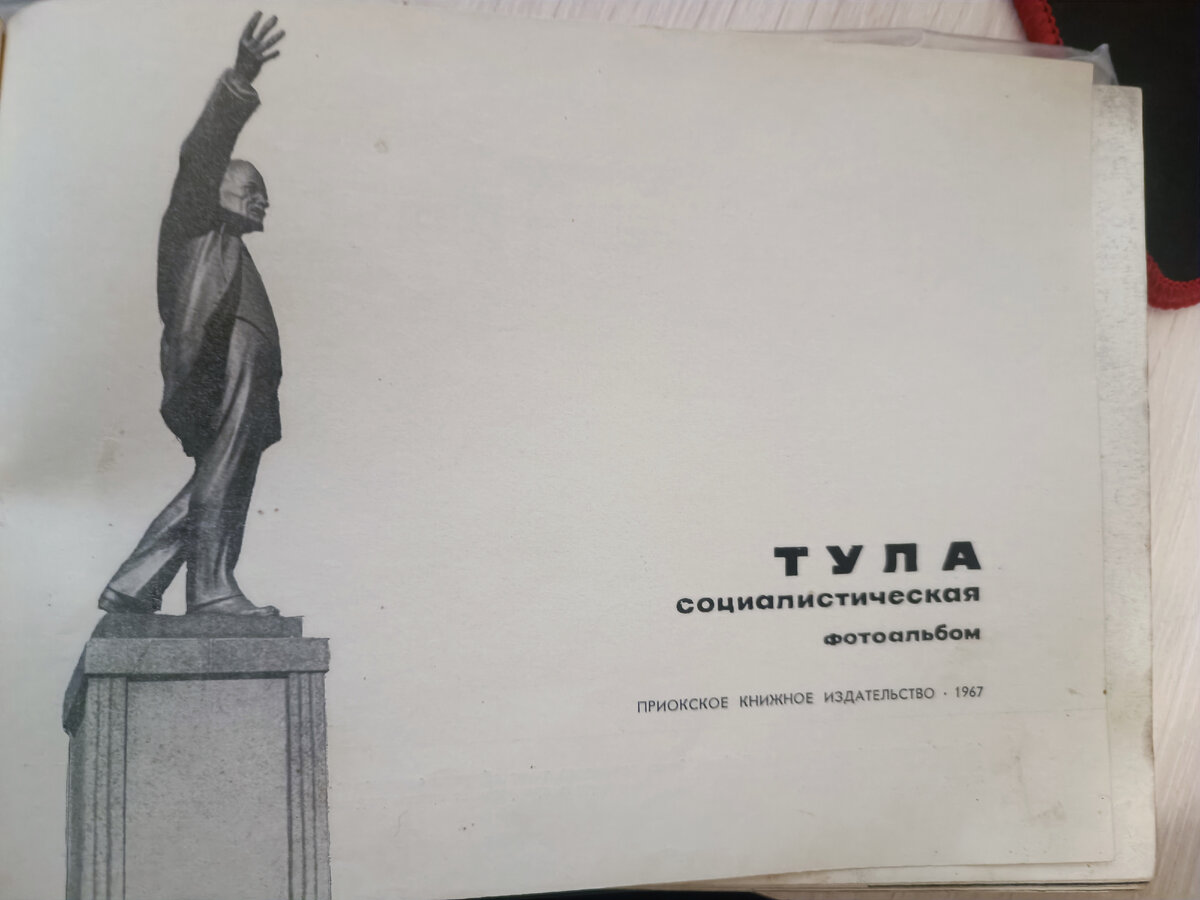 ТУЛА
социалистическая
фотоальбом
ПРИОКСКОЕ КНИЖНОЕ ИЗДАТЕЛЬСТВО · 1967